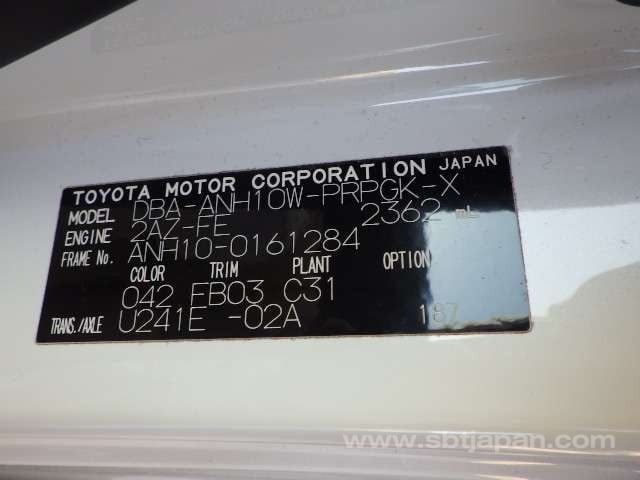 TOYOTA MOTOR CORPORATION JAPAN
MODEL DBA-ANH10W-PRPGK-X
ENGINE 2AZ-FE 2362 mL
FRAME No. ANH10-0161284
COLOR TRIM PLANT OPTION
042 FB03 C31
TRANS./AXLE U241E -02A 187
www.sbtjapan.com